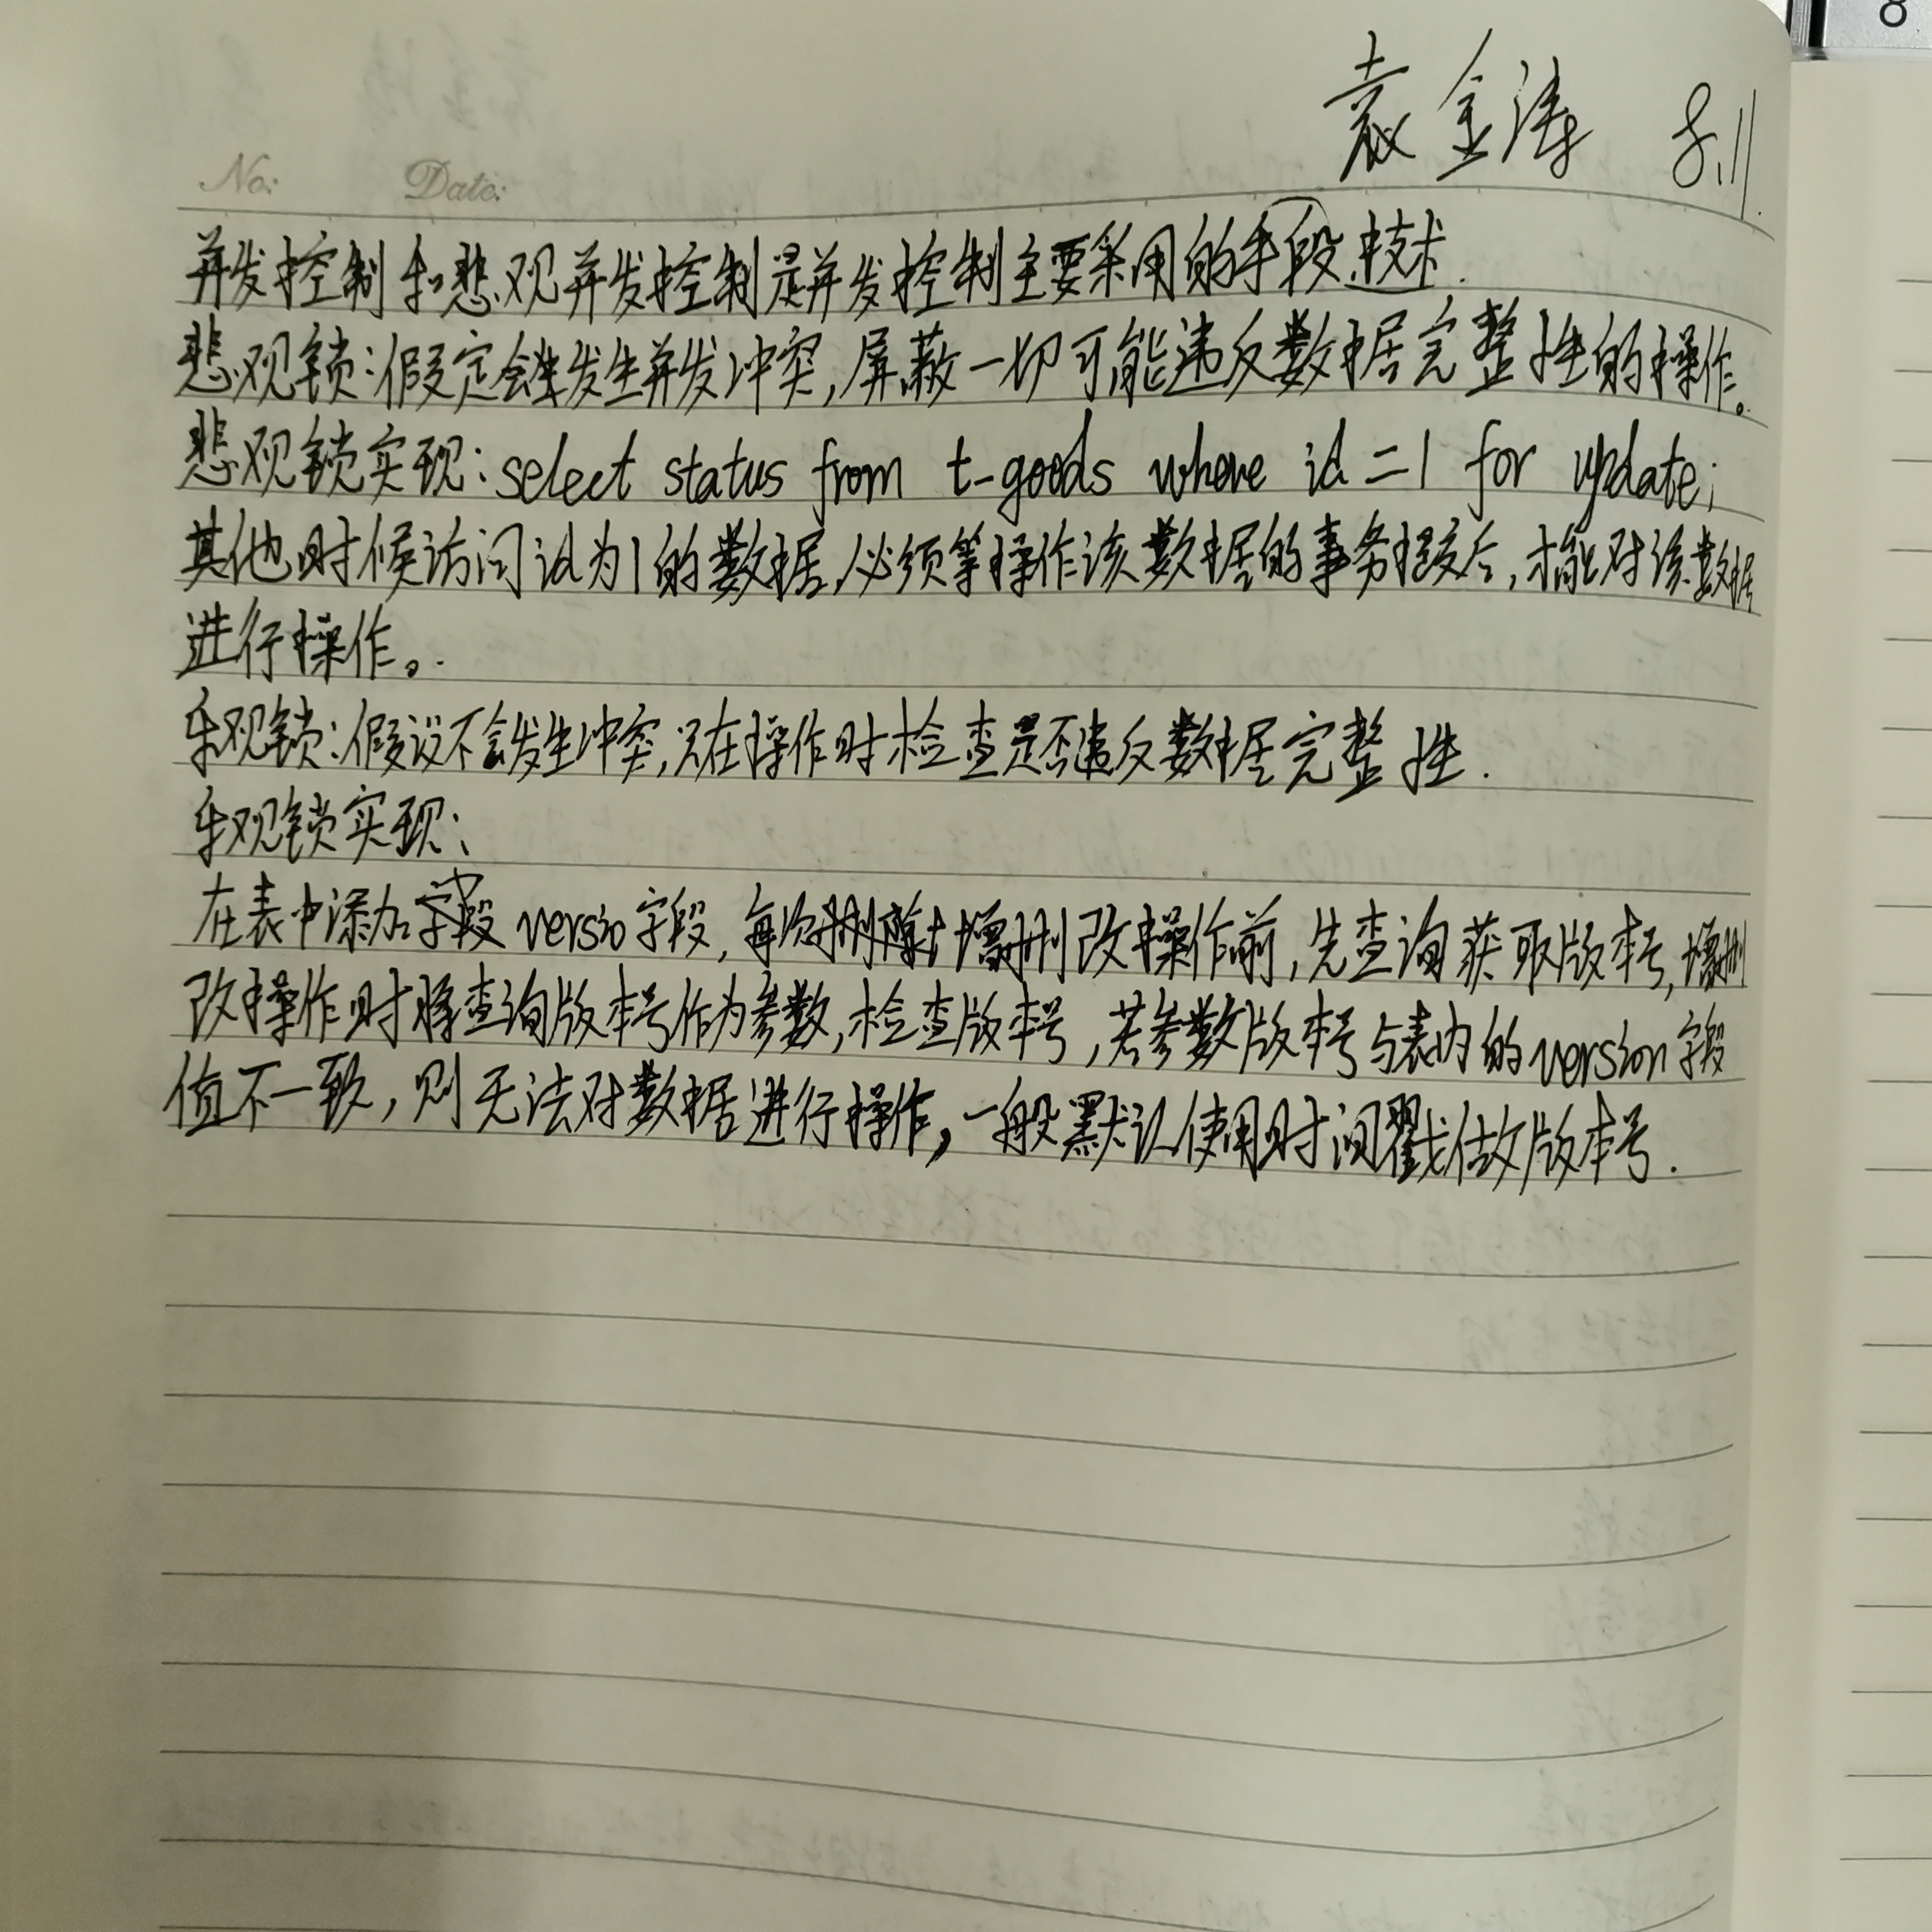 袁金涛 8.11
No: Date:
并发控制和悲观并发控制是并发控制主要采用的手段技术.
悲观锁:假定会发生并发冲突,屏蔽一切可能违反数据完整性的操作。
悲观锁实现:select status from t-goods where id=1 for update;
其他时候访问id为1的数据,必须等操作该数据的事务提交后,才能对该数据
进行操作。
乐观锁:假设不会发生冲突,只在操作时检查是否违反数据完整性.
乐观锁实现:
在表中添加字段versio字段,每次增删改操作前,先查询获取版本号,增删
改操作时将查询版本号作为参数,检查版本号,若参数版本号与表内的version字段
值不一致,则无法对数据进行操作,一般默认使用时间戳做版本号.
8